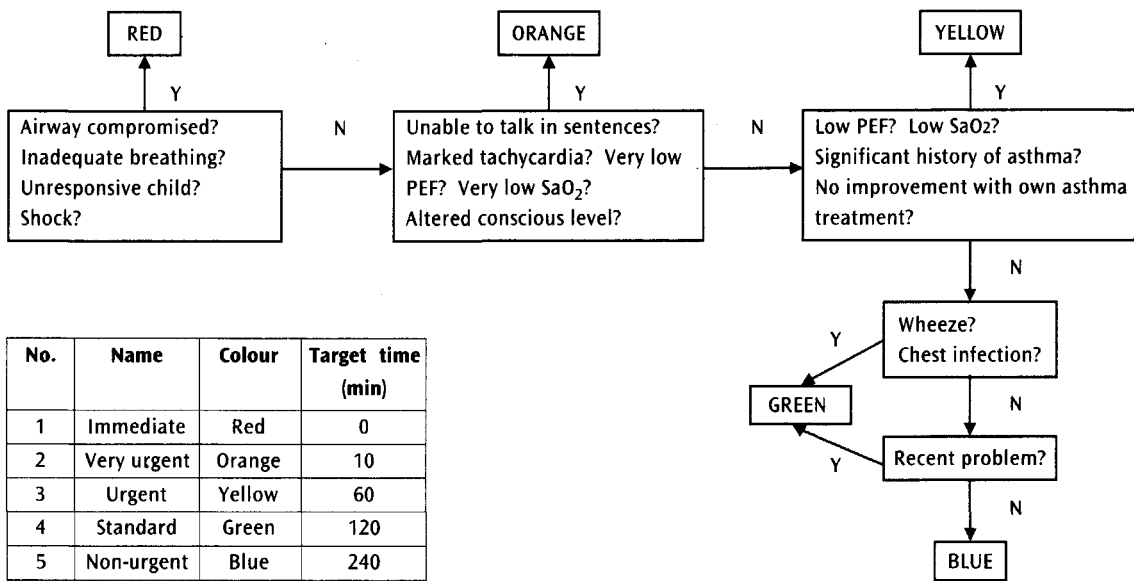 RED
ORANGE
YELLOW
Y
Y
Y
Airway compromised?
Inadequate breathing?
Unresponsive child?
Shock?
N
Unable to talk in sentences?
Marked tachycardia? Very low
PEF? Very low SaO₂?
Altered conscious level?
N
Low PEF? Low SaO2?
Significant history of asthma?
No improvement with own asthma
treatment?
N
Wheeze?
Chest infection?
Y
GREEN
N
Y
Recent problem?
N
BLUE
No. Name Colour Target time
(min)
1 Immediate Red 0
2 Very urgent Orange 10
3 Urgent Yellow 60
4 Standard Green 120
5 Non-urgent Blue 240